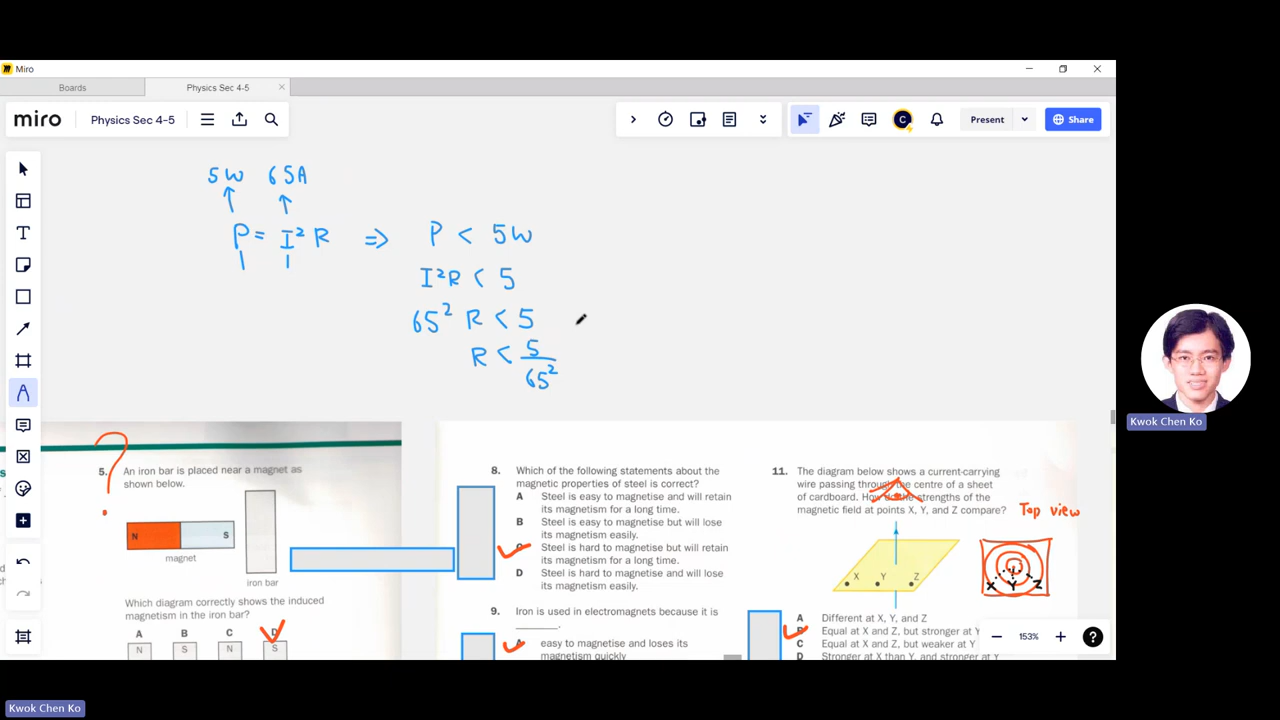 Miro
Boards
Physics Sec 4-5
miro
Physics Sec 4-5
C
Present
Share
5W 65A
P = I² R ⇒ P < 5W
I²R < 5
65² R < 5
R < 5/65²
5. An iron bar is placed near a magnet as
shown below.
N S
magnet
iron bar
Which diagram correctly shows the induced
magnetism in the iron bar?
A B C D
N S N S
8. Which of the following statements about the
magnetic properties of steel is correct?
A Steel is easy to magnetise and will retain
its magnetism for a long time.
B Steel is easy to magnetise but will lose
its magnetism easily.
C Steel is hard to magnetise but will retain
its magnetism for a long time.
D Steel is hard to magnetise and will lose
its magnetism easily.
9. Iron is used in electromagnets because it is
A easy to magnetise and loses its
magnetism quickly
11. The diagram below shows a current-carrying
wire passing through the centre of a sheet
of cardboard. How do the strengths of the
magnetic field at points X, Y, and Z compare?
Top view
X Y Z
X Y Z
A Different at X, Y, and Z
B Equal at X and Z, but stronger at Y
C Equal at X and Z, but weaker at Y
D Stronger at X than Y, and stronger at Y
153%
Kwok Chen Ko
Kwok Chen Ko